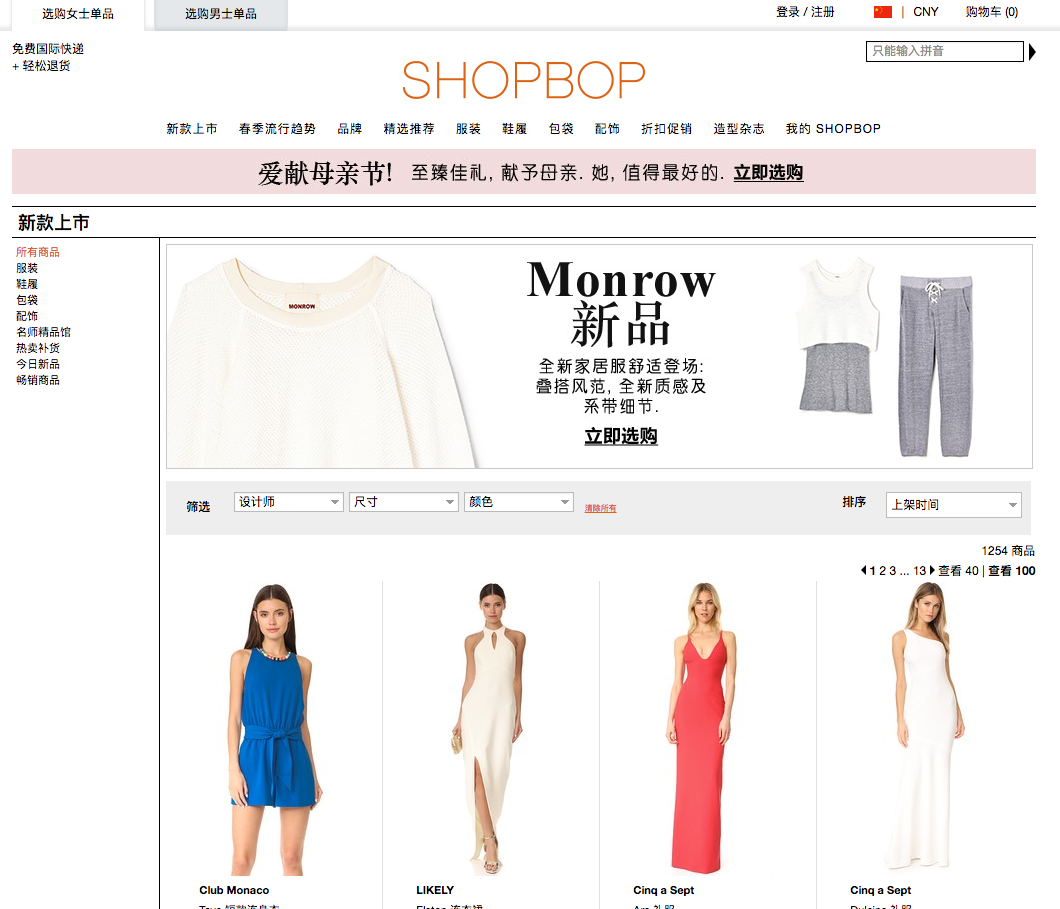 选购女士单品
选购男士单品
登录 / 注册
| CNY
购物车 (0)
免费国际快递
+ 轻松退货
只能输入拼音
SHOPBOP
新款上市 春季流行趋势 品牌 精选推荐 服装 鞋履 包袋 配饰 折扣促销 造型杂志 我的 SHOPBOP
爱献母亲节! 至臻佳礼, 献予母亲. 她, 值得最好的. 立即选购
新款上市
所有商品
服装
鞋履
包袋
配饰
名师精品馆
热卖补货
今日新品
畅销商品
MONROW
Monrow
新品
全新家居服舒适登场:
叠搭风范, 全新质感及
系带细节.
立即选购
筛选 设计师 尺寸 颜色 清除所有 排序 上架时间
1254 商品
1 2 3 ... 13 查看 40 | 查看 100
Club Monaco
LIKELY
Cinq a Sept
Cinq a Sept